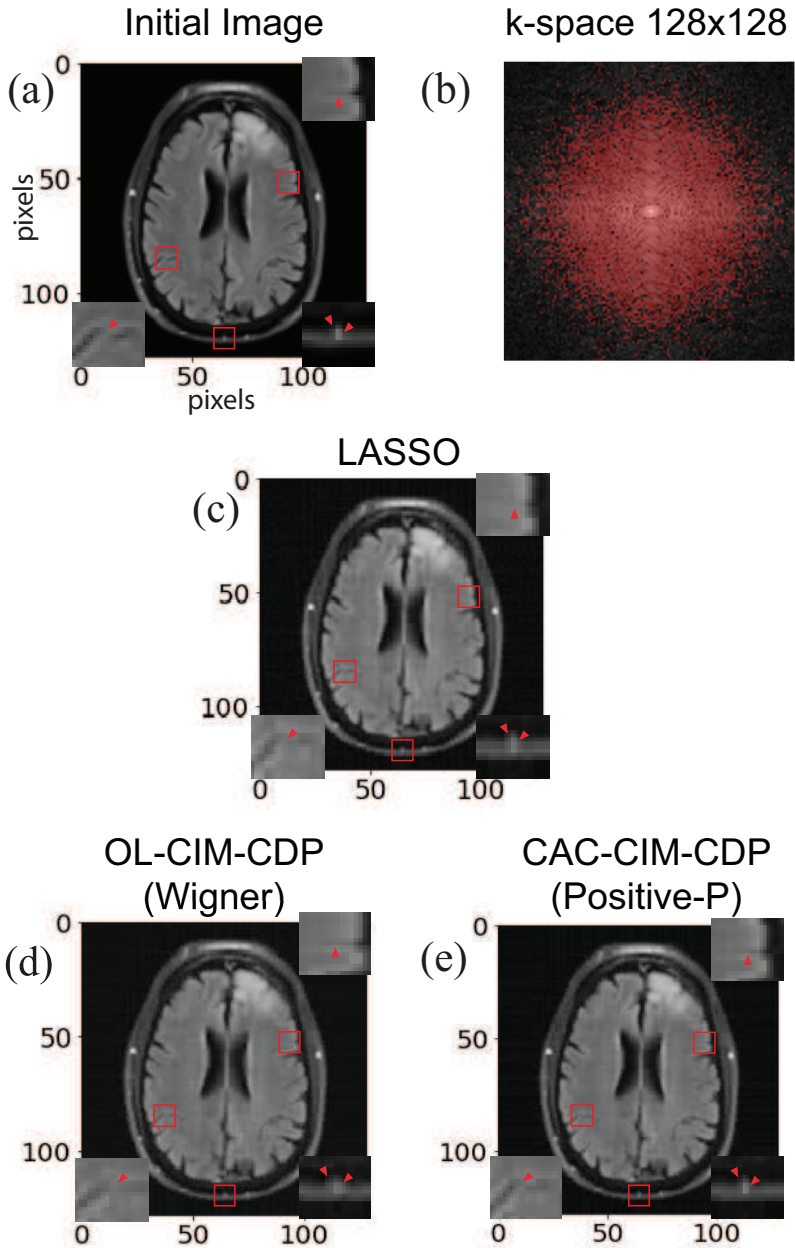 Initial Image
k-space 128x128
(a)
(b)
0
50
100
pixels
0
50
100
pixels
LASSO
(c)
0
50
100
0
50
100
OL-CIM-CDP
(Wigner)
CAC-CIM-CDP
(Positive-P)
(d)
(e)
0
50
100
0
50
100
0
50
100
0
50
100